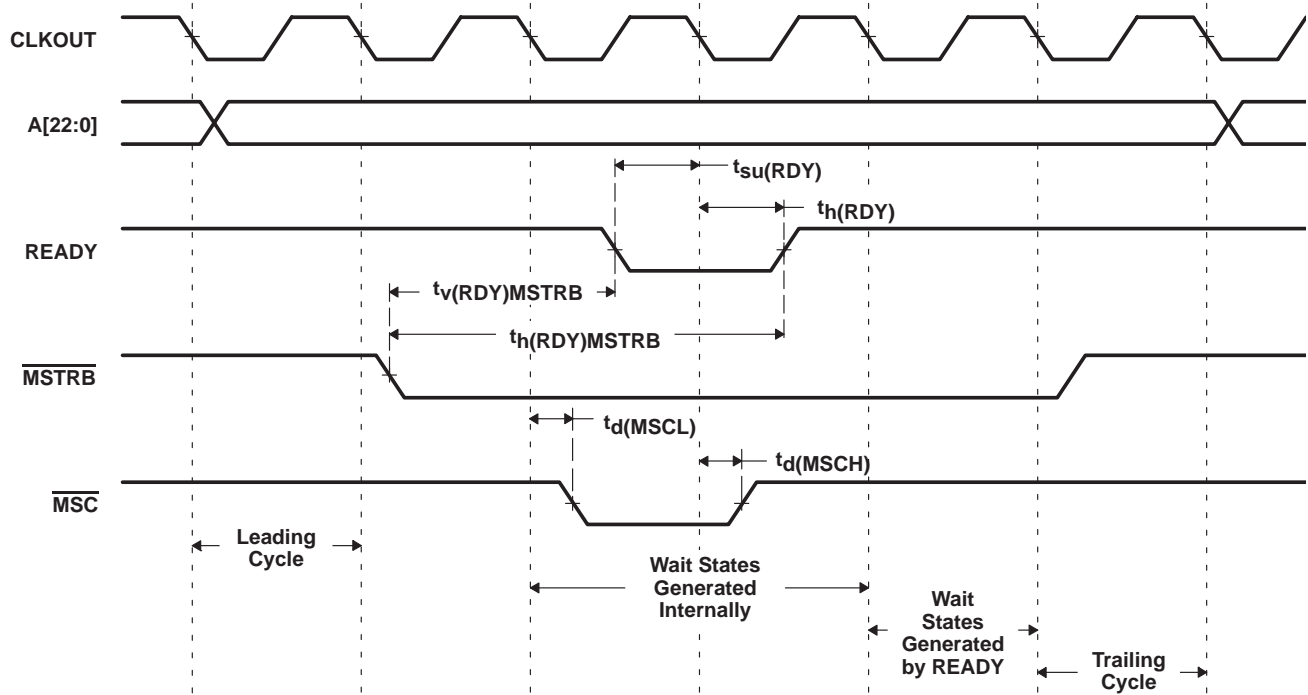 CLKOUT
A[22:0]
tsu(RDY)
th(RDY)
READY
tv(RDY)MSTRB
th(RDY)MSTRB
MSTRB
td(MSCL)
td(MSCH)
MSC
Leading
Cycle
Wait States
Generated
Internally
Wait
States
Generated
by READY
Trailing
Cycle